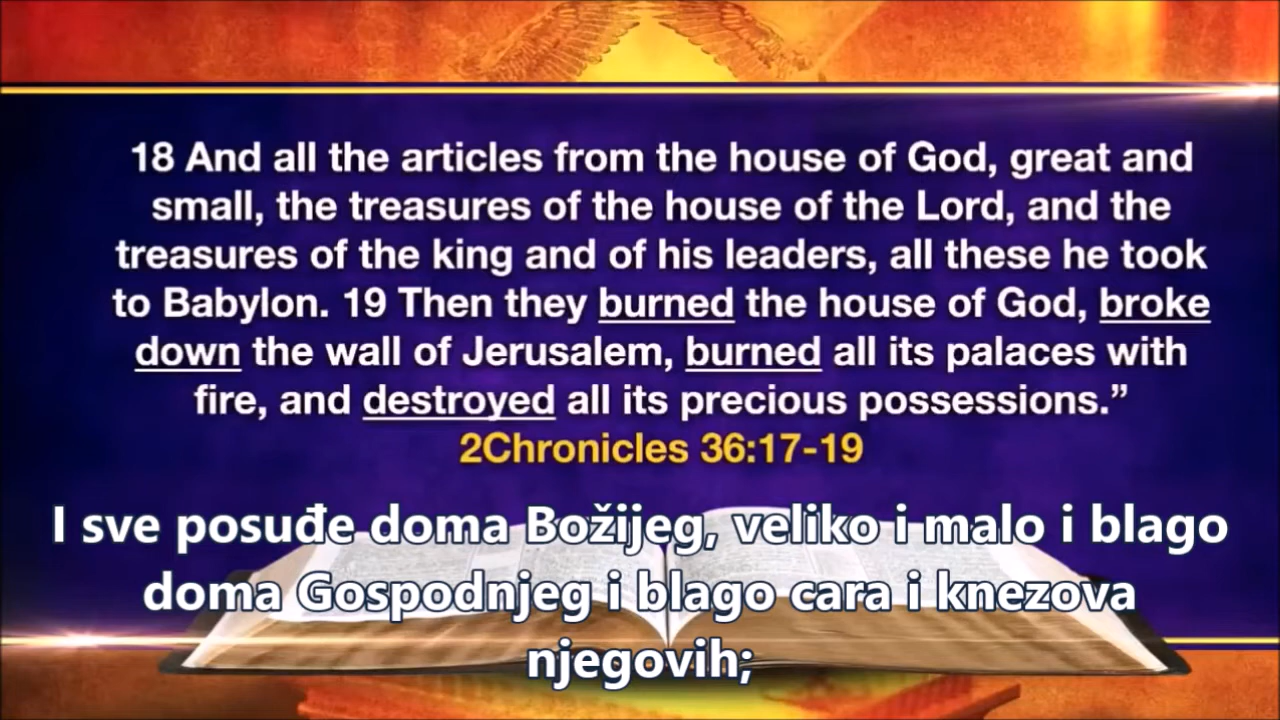 18 And all the articles from the house of God, great and
small, the treasures of the house of the Lord, and the
treasures of the king and of his leaders, all these he took
to Babylon. 19 Then they burned the house of God, broke
down the wall of Jerusalem, burned all its palaces with
fire, and destroyed all its precious possessions.”
2Chronicles 36:17-19
I sve posuđe doma Božijeg, veliko i malo i blago
doma Gospodnjeg i blago cara i knezova
njegovih;